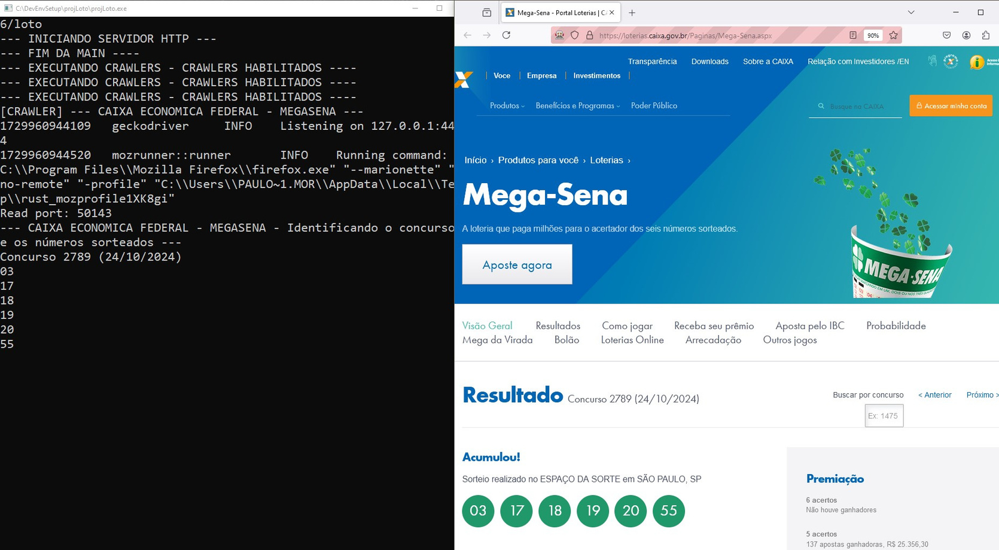 C:\DevEnvSetup\projLoto\projLoto.exe
6/loto
--- INICIANDO SERVIDOR HTTP ---
--- FIM DA MAIN ----
--- EXECUTANDO CRAWLERS - CRAWLERS HABILITADOS ----
--- EXECUTANDO CRAWLERS - CRAWLERS HABILITADOS ----
--- EXECUTANDO CRAWLERS - CRAWLERS HABILITADOS ----
[CRAWLER] --- CAIXA ECONOMICA FEDERAL - MEGASENA ---
1729960944109   geckodriver     INFO    Listening on 127.0.0.1:44
4
1729960944520   mozrunner::runner       INFO    Running command: 
C:\\Program Files\\Mozilla Firefox\\firefox.exe" "--marionette" "
no-remote" "-profile" "C:\\Users\\PAULO~1.MOR\\AppData\\Local\\Te
p\\rust_mozprofile1XK8gi"
Read port: 50143
--- CAIXA ECONOMICA FEDERAL - MEGASENA - Identificando o concurso
e os números sorteados ---
Concurso 2789 (24/10/2024)
03
17
18
19
20
55
Mega-Sena - Portal Loterias | CA
https://loterias.caixa.gov.br/Paginas/Mega-Sena.aspx
90%
Transparência Downloads Sobre a CAIXA Relação com Investidores /EN
Voce Empresa Investimentos
Produtos Benefícios e Programas Poder Público
Busque na CAIXA
Acessar minha conta
Início › Produtos para você › Loterias ›
Mega-Sena
A loteria que paga milhões para o acertador dos seis números sorteados.
Aposte agora
MEGA-SENA
Visão Geral Resultados Como jogar Receba seu prêmio Aposta pelo IBC Probabilidade
Mega da Virada Bolão Loterias Online Arrecadação Outros jogos
Resultado Concurso 2789 (24/10/2024)
Buscar por concurso < Anterior Próximo >
Ex: 1475
Acumulou!
Sorteio realizado no ESPAÇO DA SORTE em SÃO PAULO, SP
03 17 18 19 20 55
Premiação
6 acertos
Não houve ganhadores
5 acertos
137 apostas ganhadoras, R$ 25.356,30